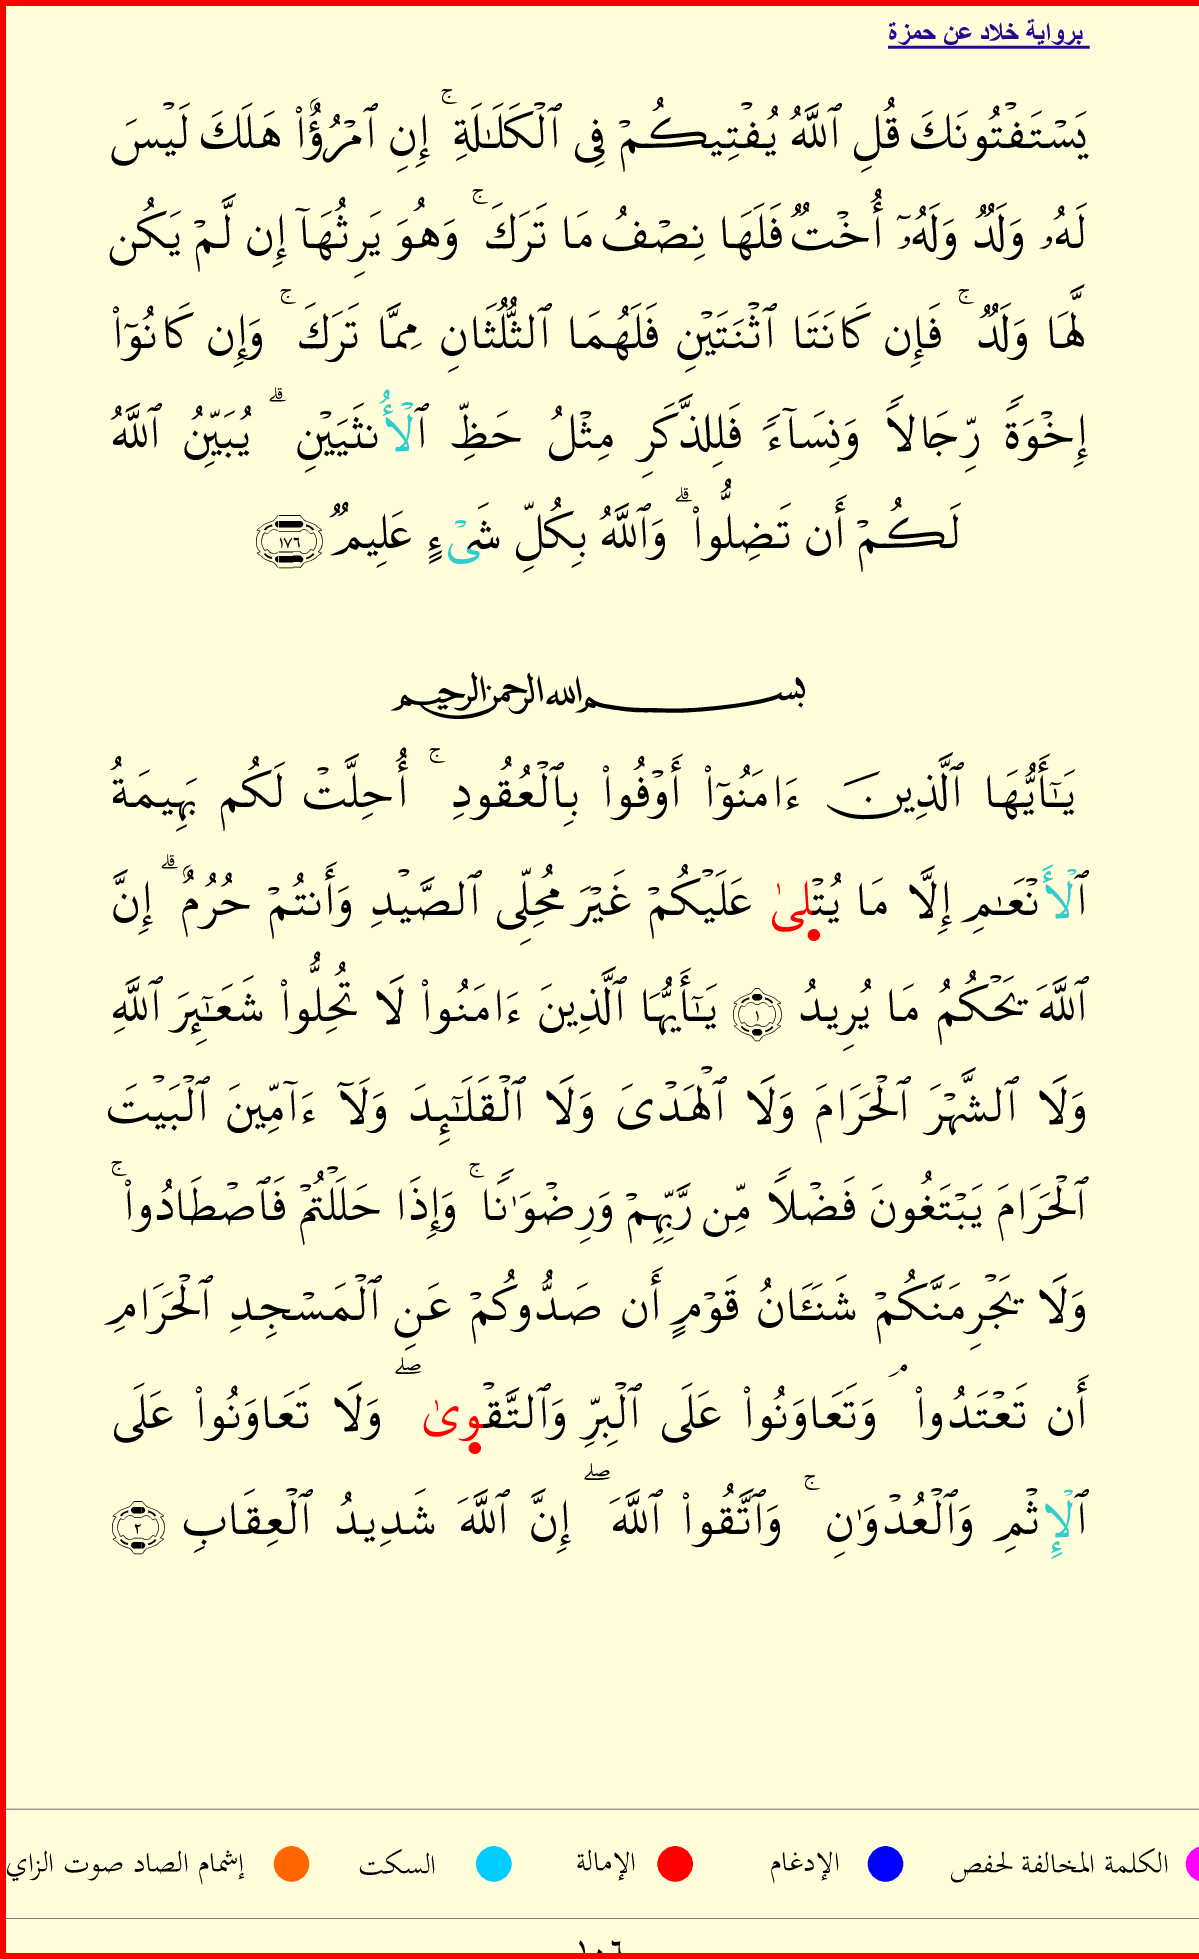 برواية خلاد عن حمزة
يَسْتَفْتُونَكَ قُلِ ٱللَّهُ يُفْتِيكُمْ فِى ٱلْكَلَٰلَةِ ۚ إِنِ ٱمْرُؤٌا۟ هَلَكَ لَيْسَ
لَهُۥ وَلَدٌ وَلَهُۥٓ أُخْتٌ فَلَهَا نِصْفُ مَا تَرَكَ ۚ وَهُوَ يَرِثُهَآ إِن لَّمْ يَكُن
لَّهَا وَلَدٌ ۚ فَإِن كَانَتَا ٱثْنَتَيْنِ فَلَهُمَا ٱلثُّلُثَانِ مِمَّا تَرَكَ ۚ وَإِن كَانُوٓا۟
إِخْوَةً رِّجَالًا وَنِسَآءً فَلِلذَّكَرِ مِثْلُ حَظِّ ٱلْأُنثَيَيْنِ ۗ يُبَيِّنُ ٱللَّهُ
لَكُمْ أَن تَضِلُّوا۟ ۗ وَٱللَّهُ بِكُلِّ شَىْءٍ عَلِيمٌ ١٧٦
بسم الله الرحمن الرحيم
يَٰٓأَيُّهَا ٱلَّذِينَ ءَامَنُوٓا۟ أَوْفُوا۟ بِٱلْعُقُودِ ۚ أُحِلَّتْ لَكُم بَهِيمَةُ
ٱلْأَنْعَٰمِ إِلَّا مَا يُتْلِىٰ عَلَيْكُمْ غَيْرَ مُحِلِّى ٱلصَّيْدِ وَأَنتُمْ حُرُمٌ ۗ إِنَّ
ٱللَّهَ يَحْكُمُ مَا يُرِيدُ ١ يَٰٓأَيُّهَا ٱلَّذِينَ ءَامَنُوا۟ لَا تُحِلُّوا۟ شَعَٰٓئِرَ ٱللَّهِ
وَلَا ٱلشَّهْرَ ٱلْحَرَامَ وَلَا ٱلْهَدْىَ وَلَا ٱلْقَلَٰٓئِدَ وَلَآ ءَآمِّينَ ٱلْبَيْتَ
ٱلْحَرَامَ يَبْتَغُونَ فَضْلًا مِّن رَّبِّهِمْ وَرِضْوَٰنًا ۚ وَإِذَا حَلَلْتُمْ فَٱصْطَادُوا۟ ۚ
وَلَا يَجْرِمَنَّكُمْ شَنَـَٔانُ قَوْمٍ أَن صَدُّوكُمْ عَنِ ٱلْمَسْجِدِ ٱلْحَرَامِ
أَن تَعْتَدُوا۟ ۘ وَتَعَاوَنُوا۟ عَلَى ٱلْبِرِّ وَٱلتَّقْوِىٰ ۖ وَلَا تَعَاوَنُوا۟ عَلَى
ٱلْإِثْمِ وَٱلْعُدْوَٰنِ ۚ وَٱتَّقُوا۟ ٱللَّهَ ۖ إِنَّ ٱللَّهَ شَدِيدُ ٱلْعِقَابِ ٢
الكلمة المخالفة لحفص الإدغام الإمالة السكت إشمام الصاد صوت الزاي
١٠٦